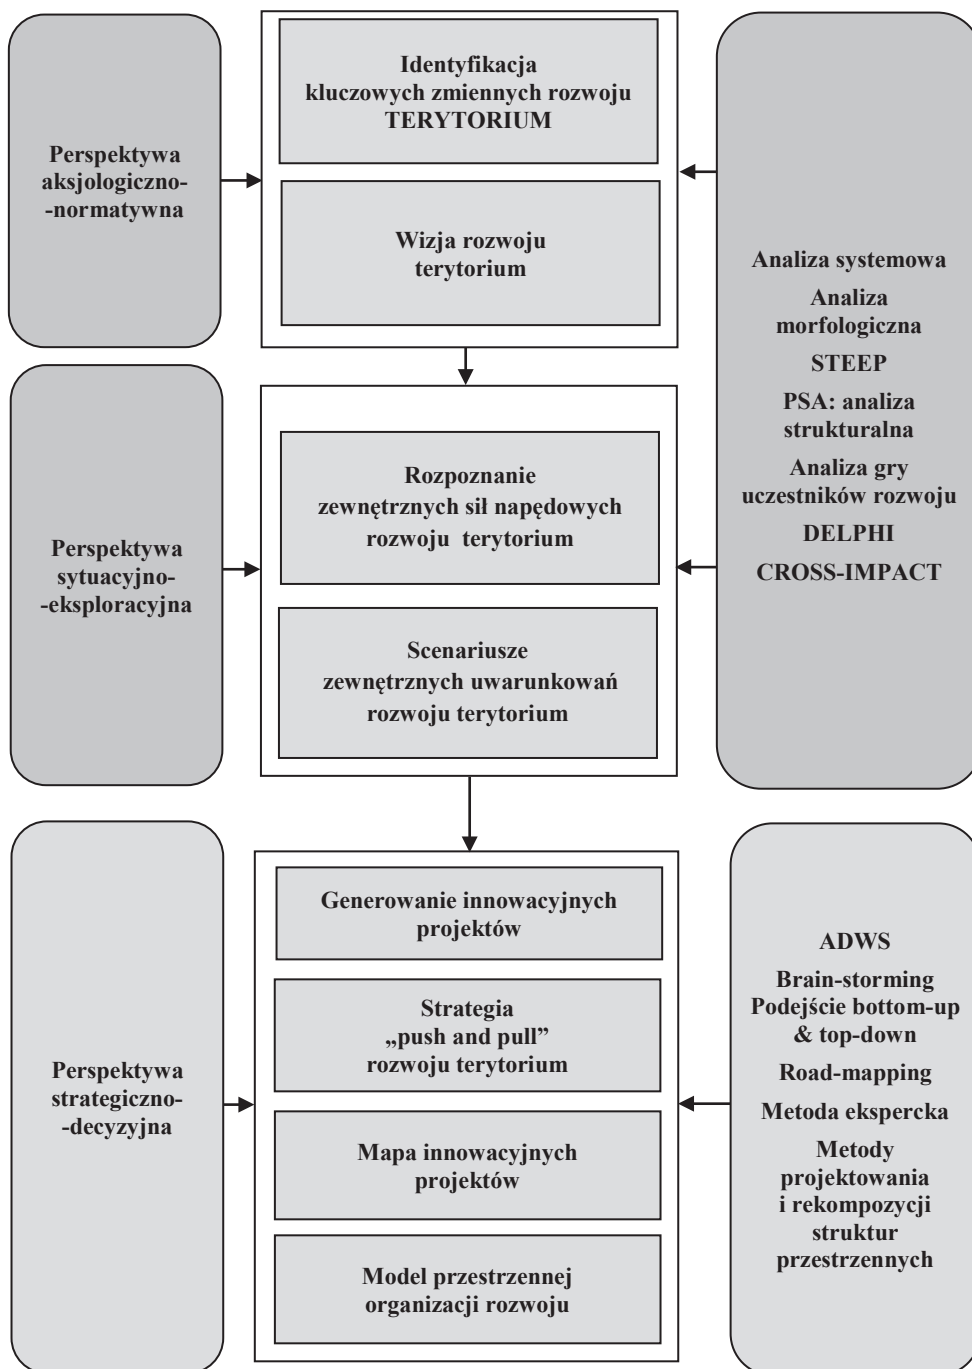 Perspektywa
aksjologiczno-
-normatywna
Identyfikacja
kluczowych zmiennych rozwoju
TERYTORIUM
Wizja rozwoju
terytorium
Analiza systemowa
Analiza
morfologiczna
STEEP
PSA: analiza
strukturalna
Analiza gry
uczestników rozwoju
DELPHI
CROSS-IMPACT
Perspektywa
sytuacyjno-
-eksploracyjna
Rozpoznanie
zewnętrznych sił napędowych
rozwoju terytorium
Scenariusze
zewnętrznych uwarunkowań
rozwoju terytorium
Perspektywa
strategiczno-
-decyzyjna
Generowanie innowacyjnych
projektów
Strategia
„push and pull”
rozwoju terytorium
Mapa innowacyjnych
projektów
Model przestrzennej
organizacji rozwoju
ADWS
Brain-storming
Podejście bottom-up
& top-down
Road-mapping
Metoda ekspercka
Metody
projektowania
i rekompozycji
struktur
przestrzennych